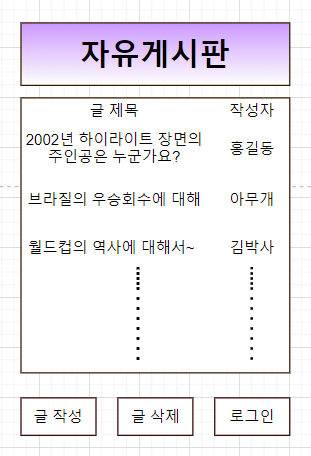 자유게시판
글 제목 작성자
2002년 하이라이트 장면의
주인공은 누군가요? 홍길동
브라질의 우승회수에 대해 아무개
월드컵의 역사에 대해서~ 김박사
글 작성 글 삭제 로그인